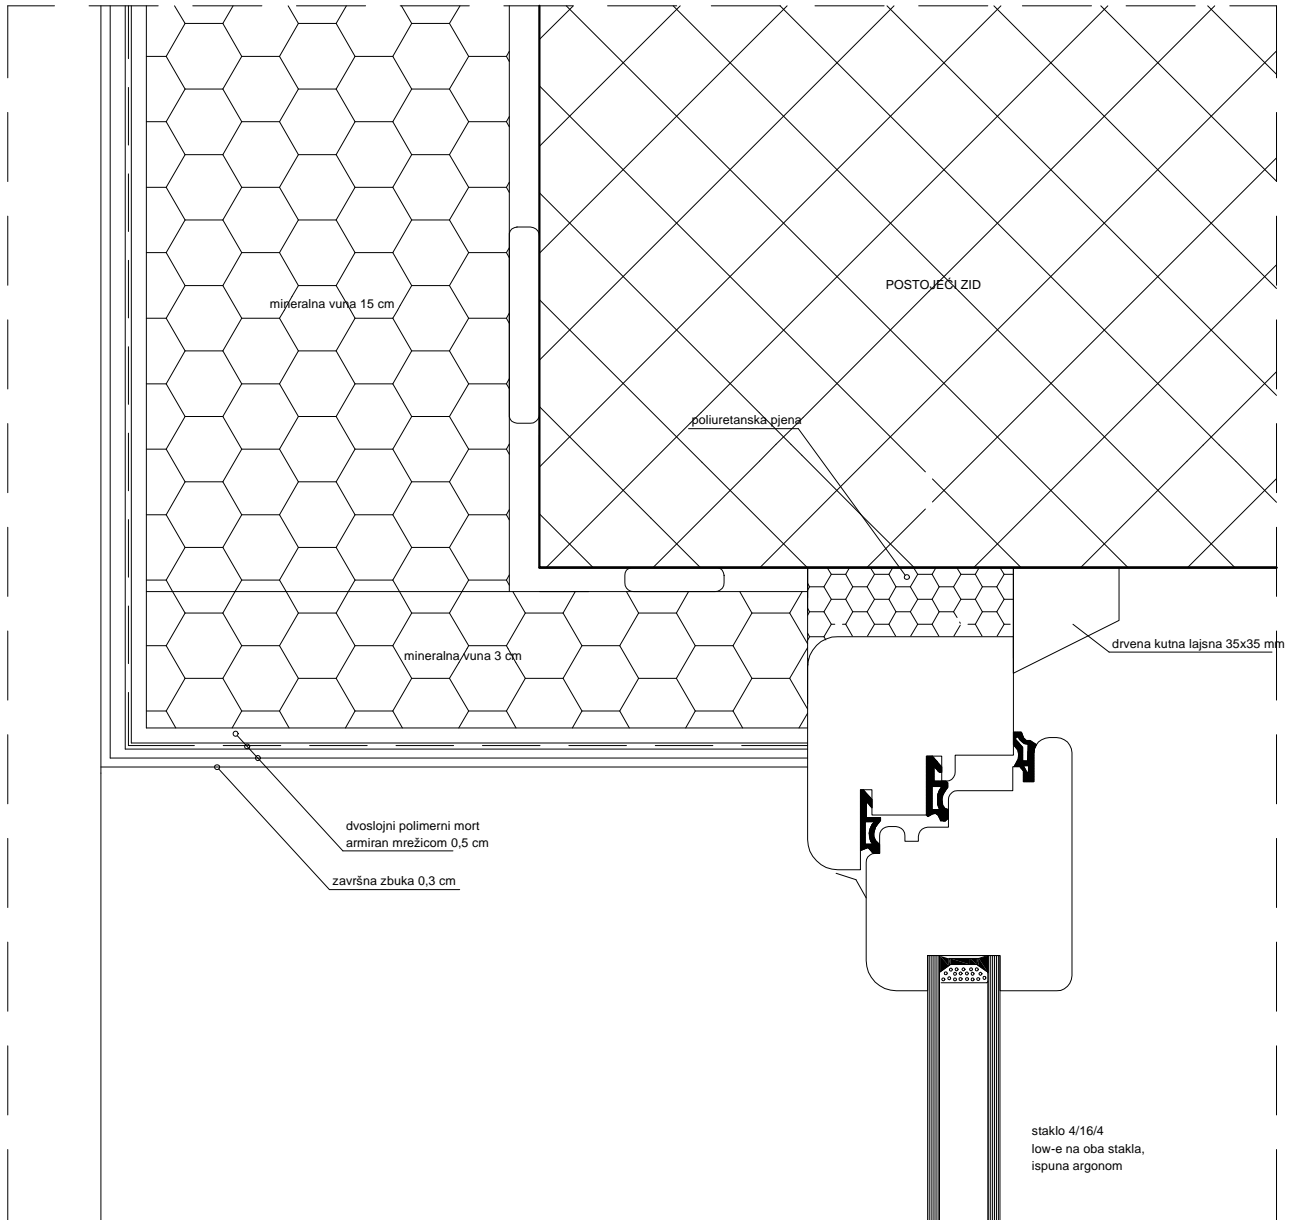 POSTOJEĆI ZID
mineralna vuna 15 cm
poliuretanska pjena
drvena kutna lajsna 35x35 mm
mineralna vuna 3 cm
dvoslojni polimerni mort
armiran mrežicom 0,5 cm
završna zbuka 0,3 cm
staklo 4/16/4
low-e na oba stakla,
ispuna argonom